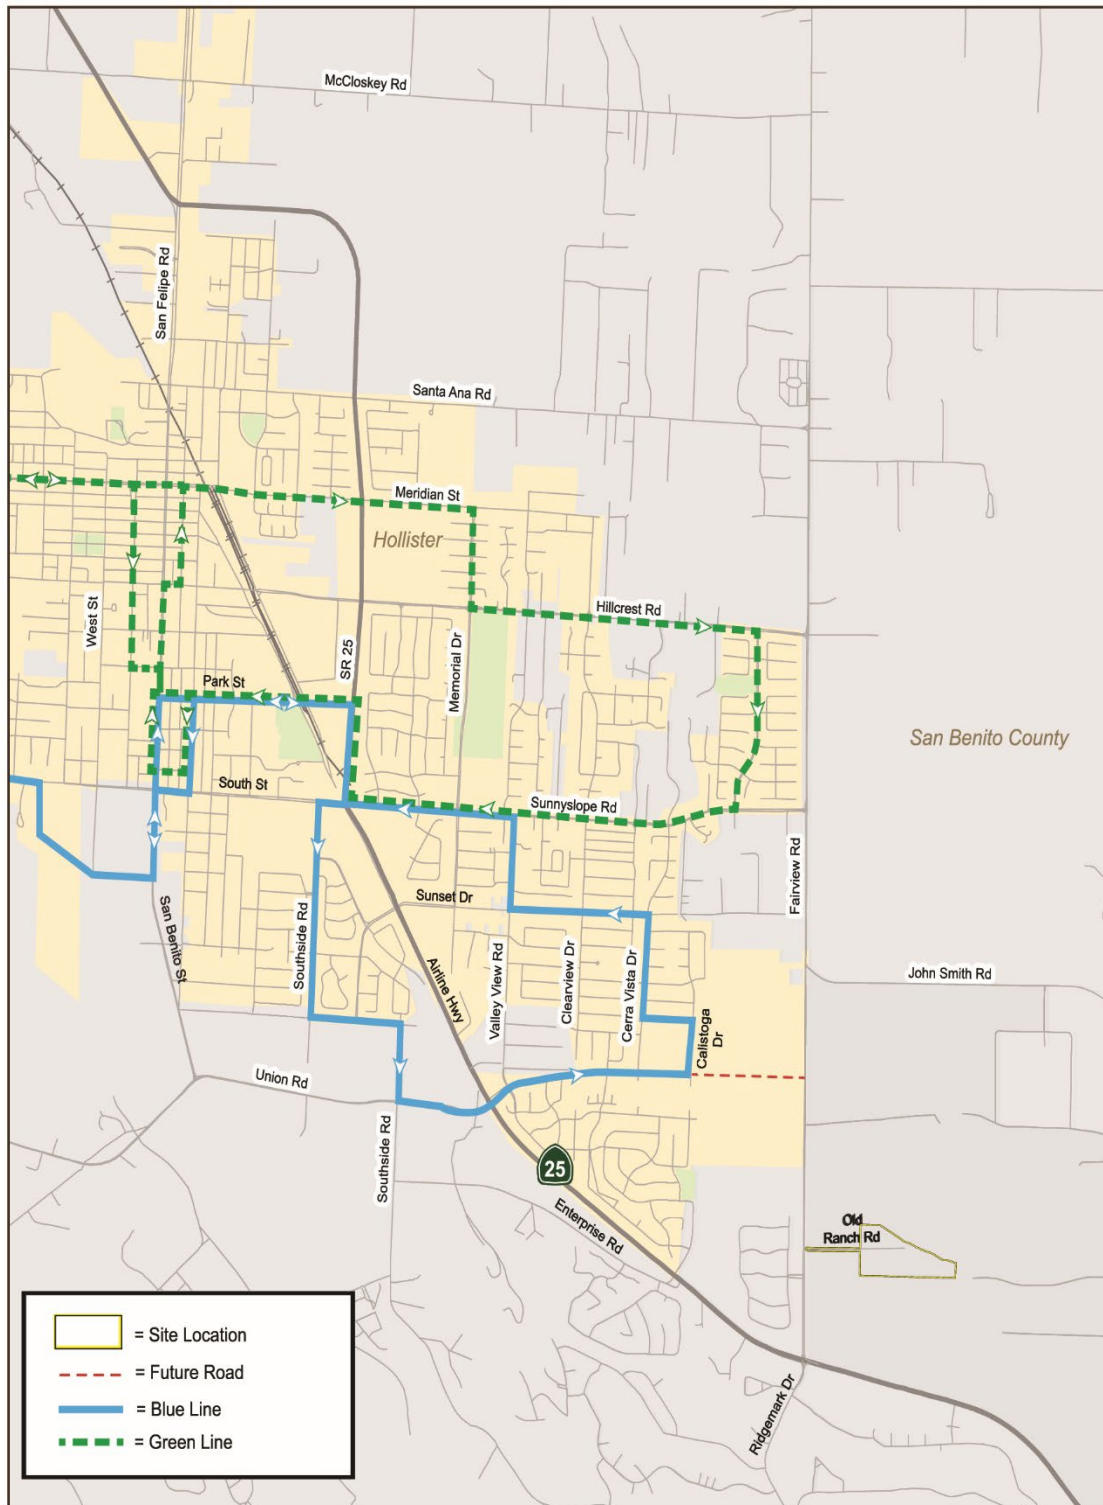 McCloskey Rd
San Felipe Rd
Santa Ana Rd
Meridian St
Hollister
West St
Hillcrest Rd
SR 25
Memorial Dr
Park St
San Benito County
South St
Sunnyslope Rd
Fairview Rd
Sunset Dr
San Benito St
Southside Rd
Airline Hwy
Valley View Rd
Clearview Dr
Cerra Vista Dr
John Smith Rd
Calistoga
Dr
Union Rd
Southside Rd
25
Enterprise Rd
Old
Ranch Rd
Ridgemark Dr
= Site Location
= Future Road
= Blue Line
= Green Line